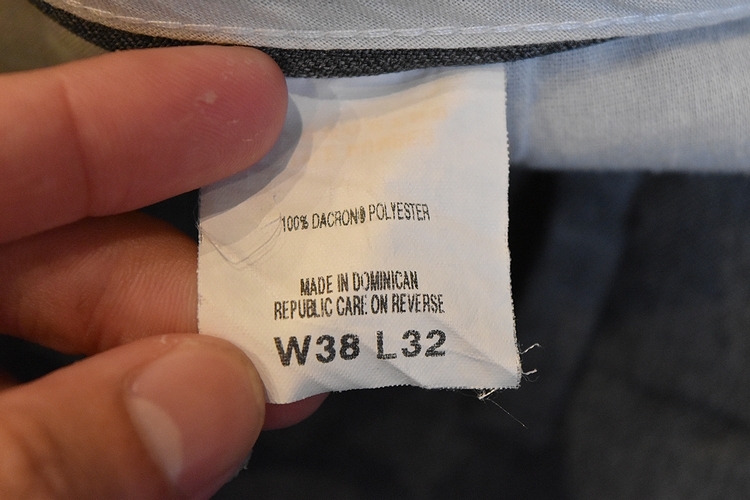 100% DACRON® POLYESTER
MADE IN DOMINICAN
REPUBLIC CARE ON REVERSE
W38 L32